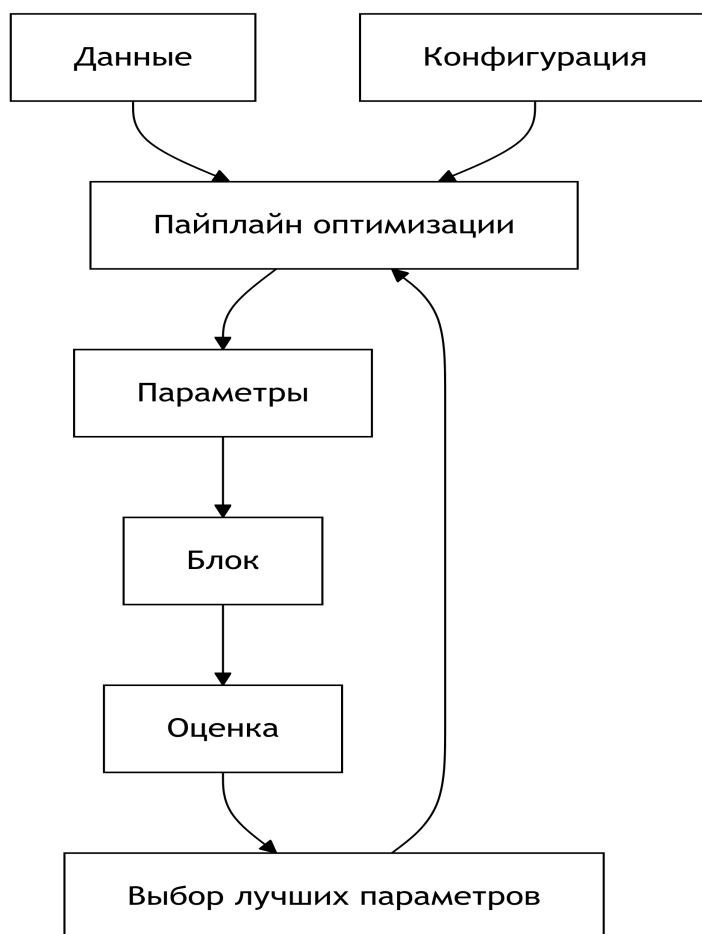 Данные
Конфигурация
Пайплайн оптимизации
Параметры
Блок
Оценка
Выбор лучших параметров